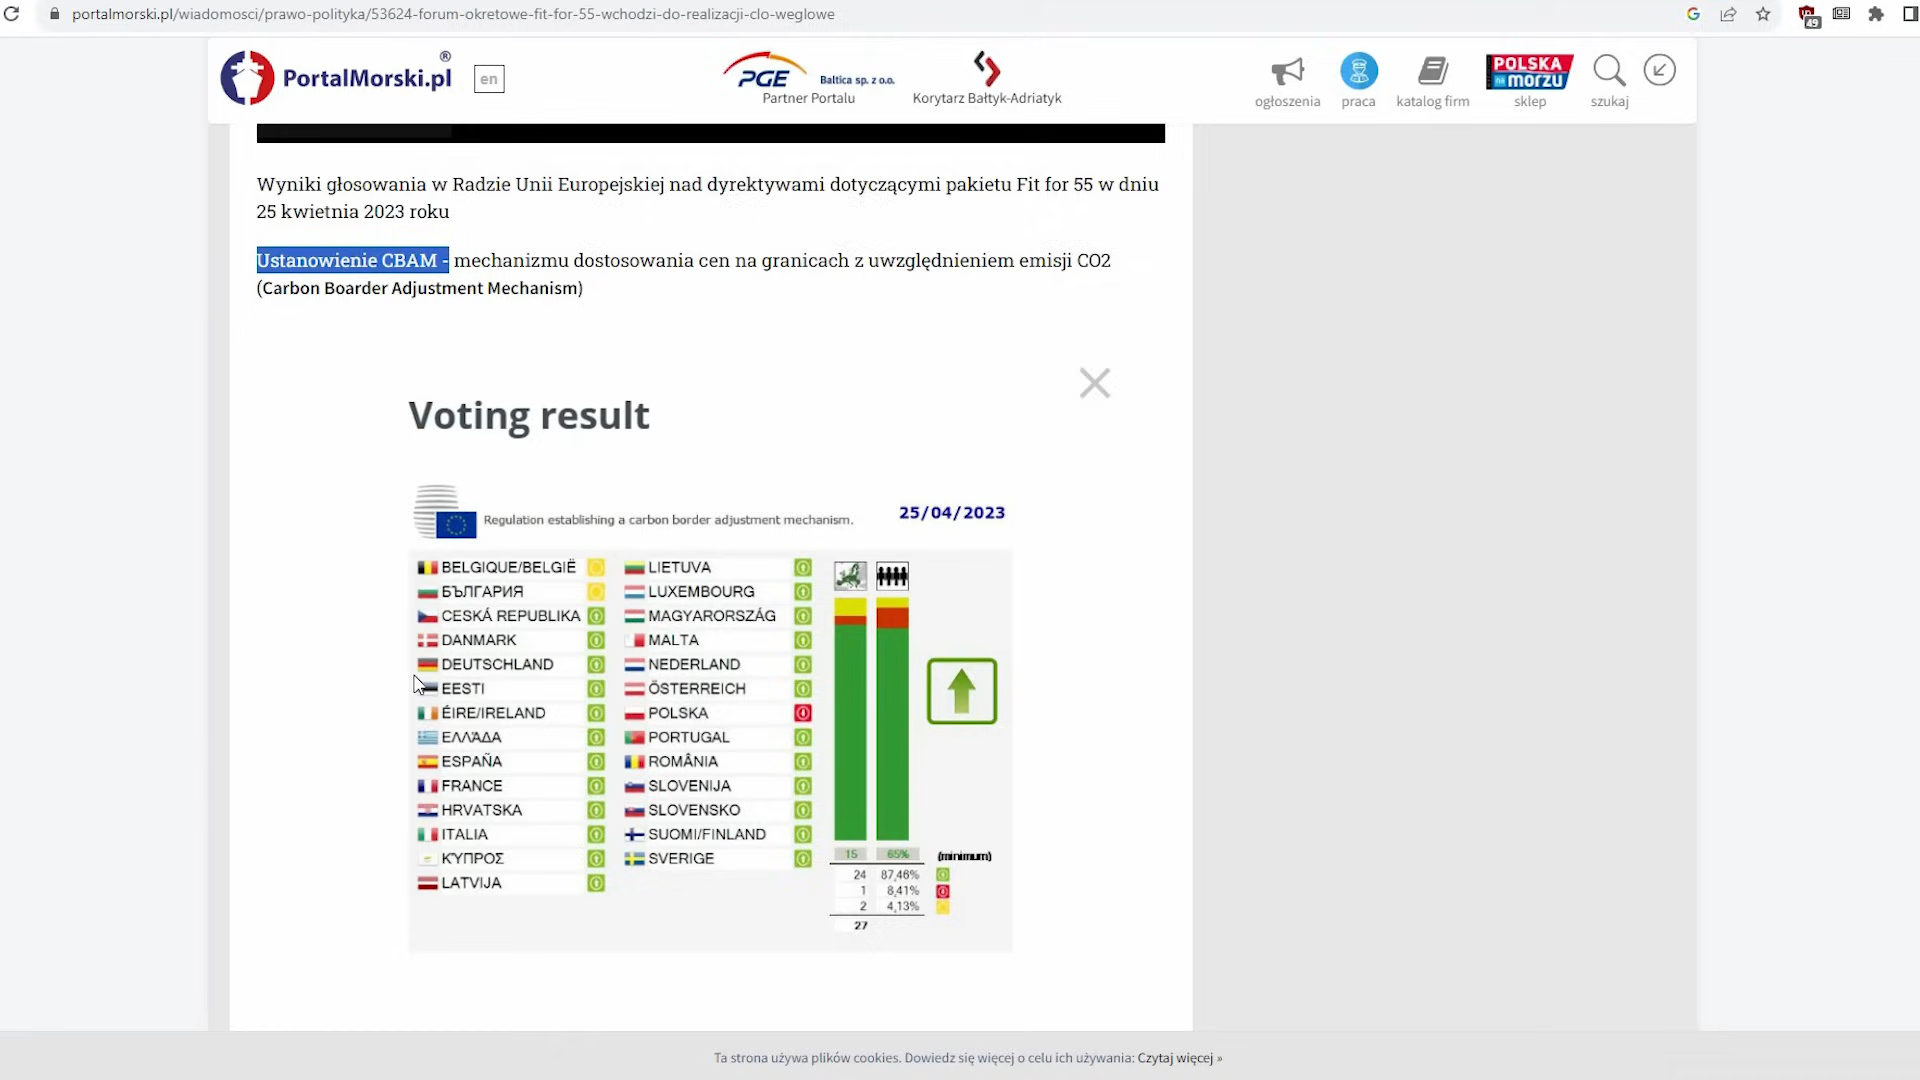 portalmorski.pl/wiadomosci/prawo-polityka/53624-forum-okretowe-fit-for-55-wchodzi-do-realizacji-clo-weglowe
49
PortalMorski.pl ®
en
PGE Baltica sp. z o.o.
Partner Portalu
Korytarz Bałtyk-Adriatyk
ogłoszenia
praca
katalog firm
POLSKA
na MORZU
sklep
szukaj
Wyniki głosowania w Radzie Unii Europejskiej nad dyrektywami dotyczącymi pakietu Fit for 55 w dniu
25 kwietnia 2023 roku
Ustanowienie CBAM - mechanizmu dostosowania cen na granicach z uwzględnieniem emisji CO2
(Carbon Boarder Adjustment Mechanism)
Voting result
Regulation establishing a carbon border adjustment mechanism.
25/04/2023
BELGIQUE/BELGIË
БЪЛГАРИЯ
CESKÁ REPUBLIKA
DANMARK
DEUTSCHLAND
EESTI
ÉIRE/IRELAND
ΕΛΛΆΔΑ
ESPAÑA
FRANCE
HRVATSKA
ITALIA
ΚΎΠΡΟΣ
LATVIJA
LIETUVA
LUXEMBOURG
MAGYARORSZÁG
MALTA
NEDERLAND
ÖSTERREICH
POLSKA
PORTUGAL
ROMÂNIA
SLOVENIJA
SLOVENSKO
SUOMI/FINLAND
SVERIGE
15 65% (minimum)
24 87,46%
1 8,41%
2 4,13%
27
Ta strona używa plików cookies. Dowiedz się więcej o celu ich używania: Czytaj więcej »